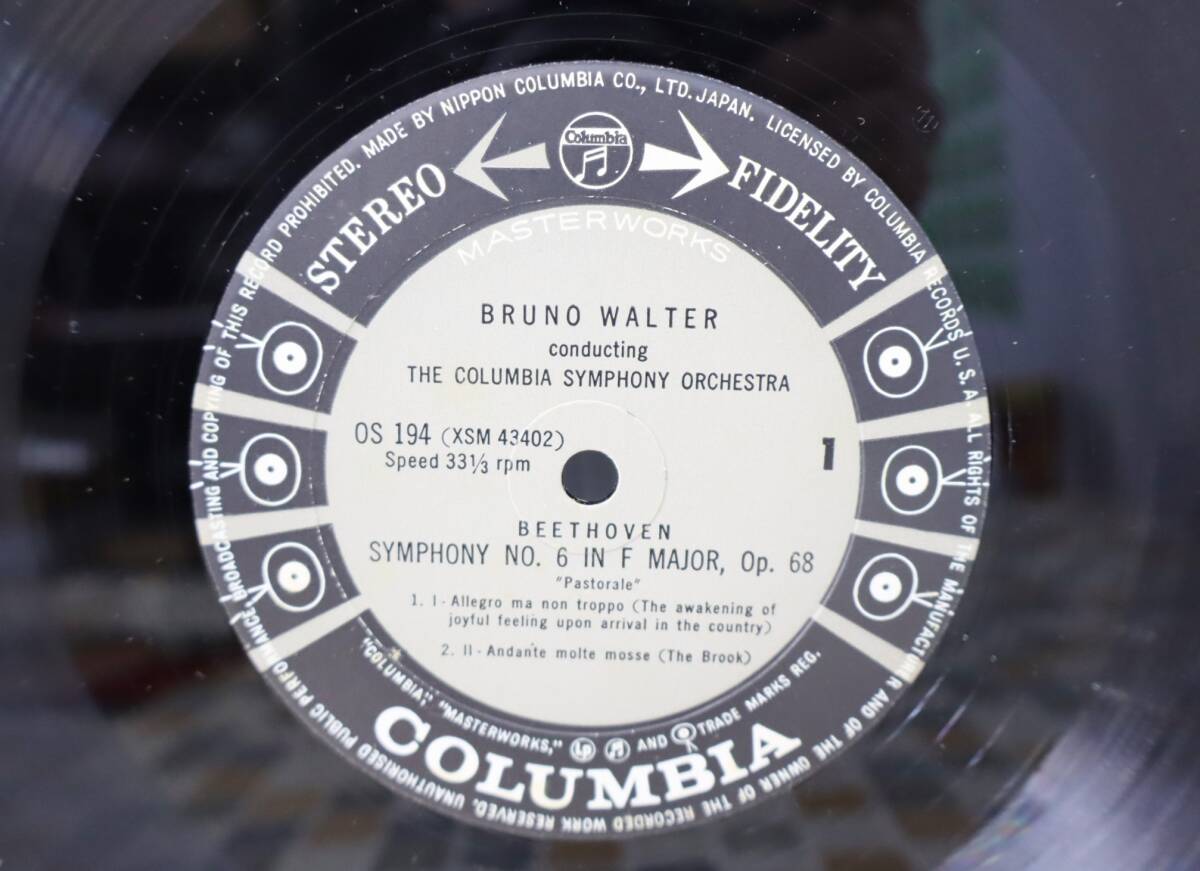 MADE BY NIPPON COLUMBIA CO., LTD. JAPAN. LICENSED BY COLUMBIA RECORDS U.S.A. ALL RIGHTS OF THE MANUFACTURER AND OF THE OWNER OF THE RECORDED WORK RESERVED. UNAUTHORISED PUBLIC PERFORMANCE, BROADCASTING AND COPYING OF THIS RECORD PROHIBITED.
STEREO
Columbia
FIDELITY
MASTERWORKS
BRUNO WALTER
conducting
THE COLUMBIA SYMPHONY ORCHESTRA
OS 194 (XSM 43402)
Speed 33⅓ rpm
1
BEETHOVEN
SYMPHONY NO. 6 IN F MAJOR, Op. 68
"Pastorale"
1. I - Allegro ma non troppo (The awakening of
joyful feeling upon arrival in the country)
2. II - Andante molte mosse (The Brook)
"COLUMBIA," "MASTERWORKS," LP AND TRADE MARKS REG.
COLUMBIA